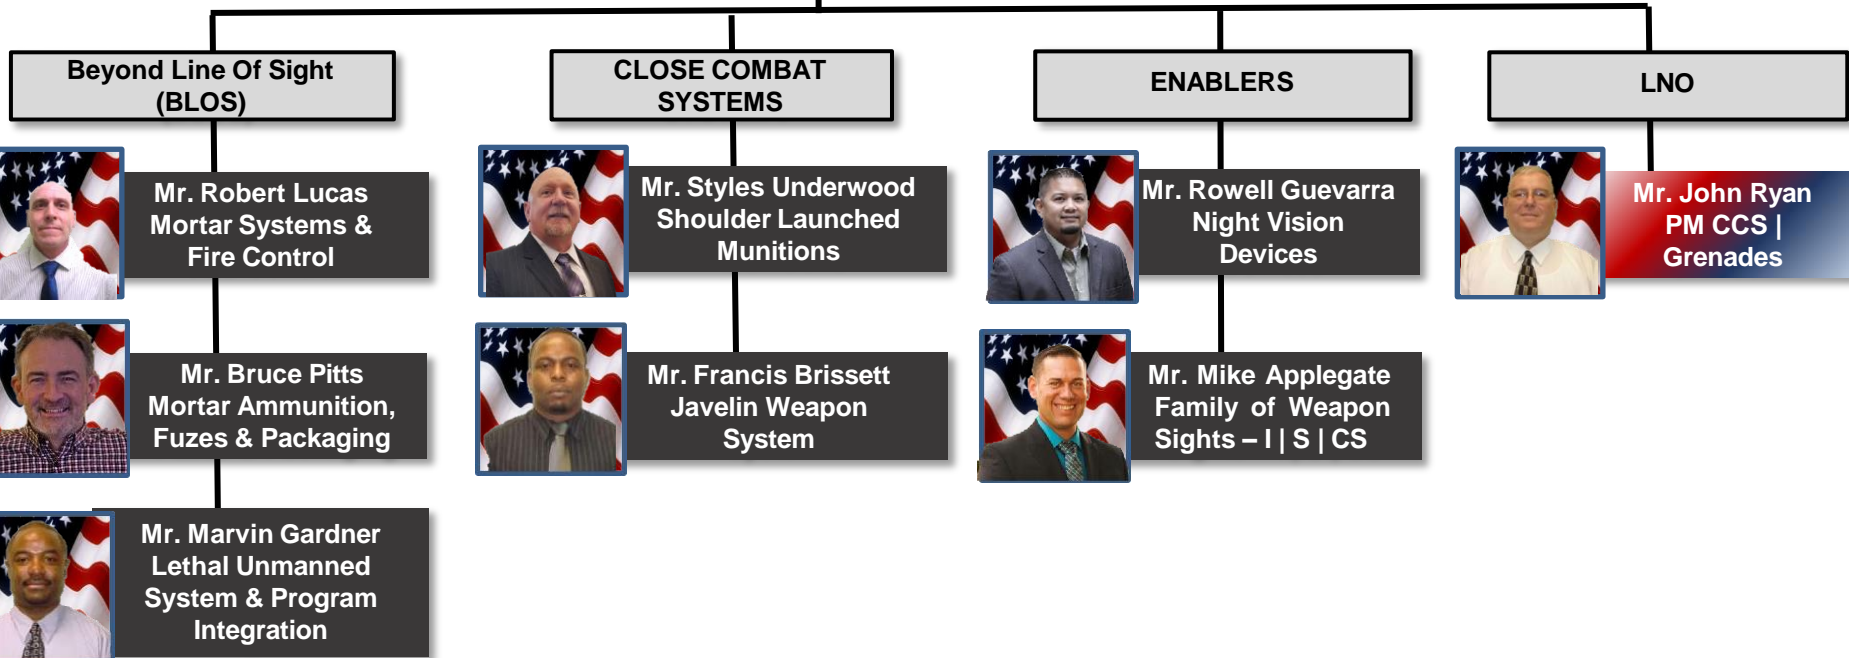 Beyond Line Of Sight
(BLOS)
Mr. Robert Lucas
Mortar Systems &
Fire Control
Mr. Bruce Pitts
Mortar Ammunition,
Fuzes & Packaging
Mr. Marvin Gardner
Lethal Unmanned
System & Program
Integration
CLOSE COMBAT
SYSTEMS
Mr. Styles Underwood
Shoulder Launched
Munitions
Mr. Francis Brissett
Javelin Weapon
System
ENABLERS
Mr. Rowell Guevarra
Night Vision
Devices
Mr. Mike Applegate
Family of Weapon
Sights – I | S | CS
LNO
Mr. John Ryan
PM CCS |
Grenades